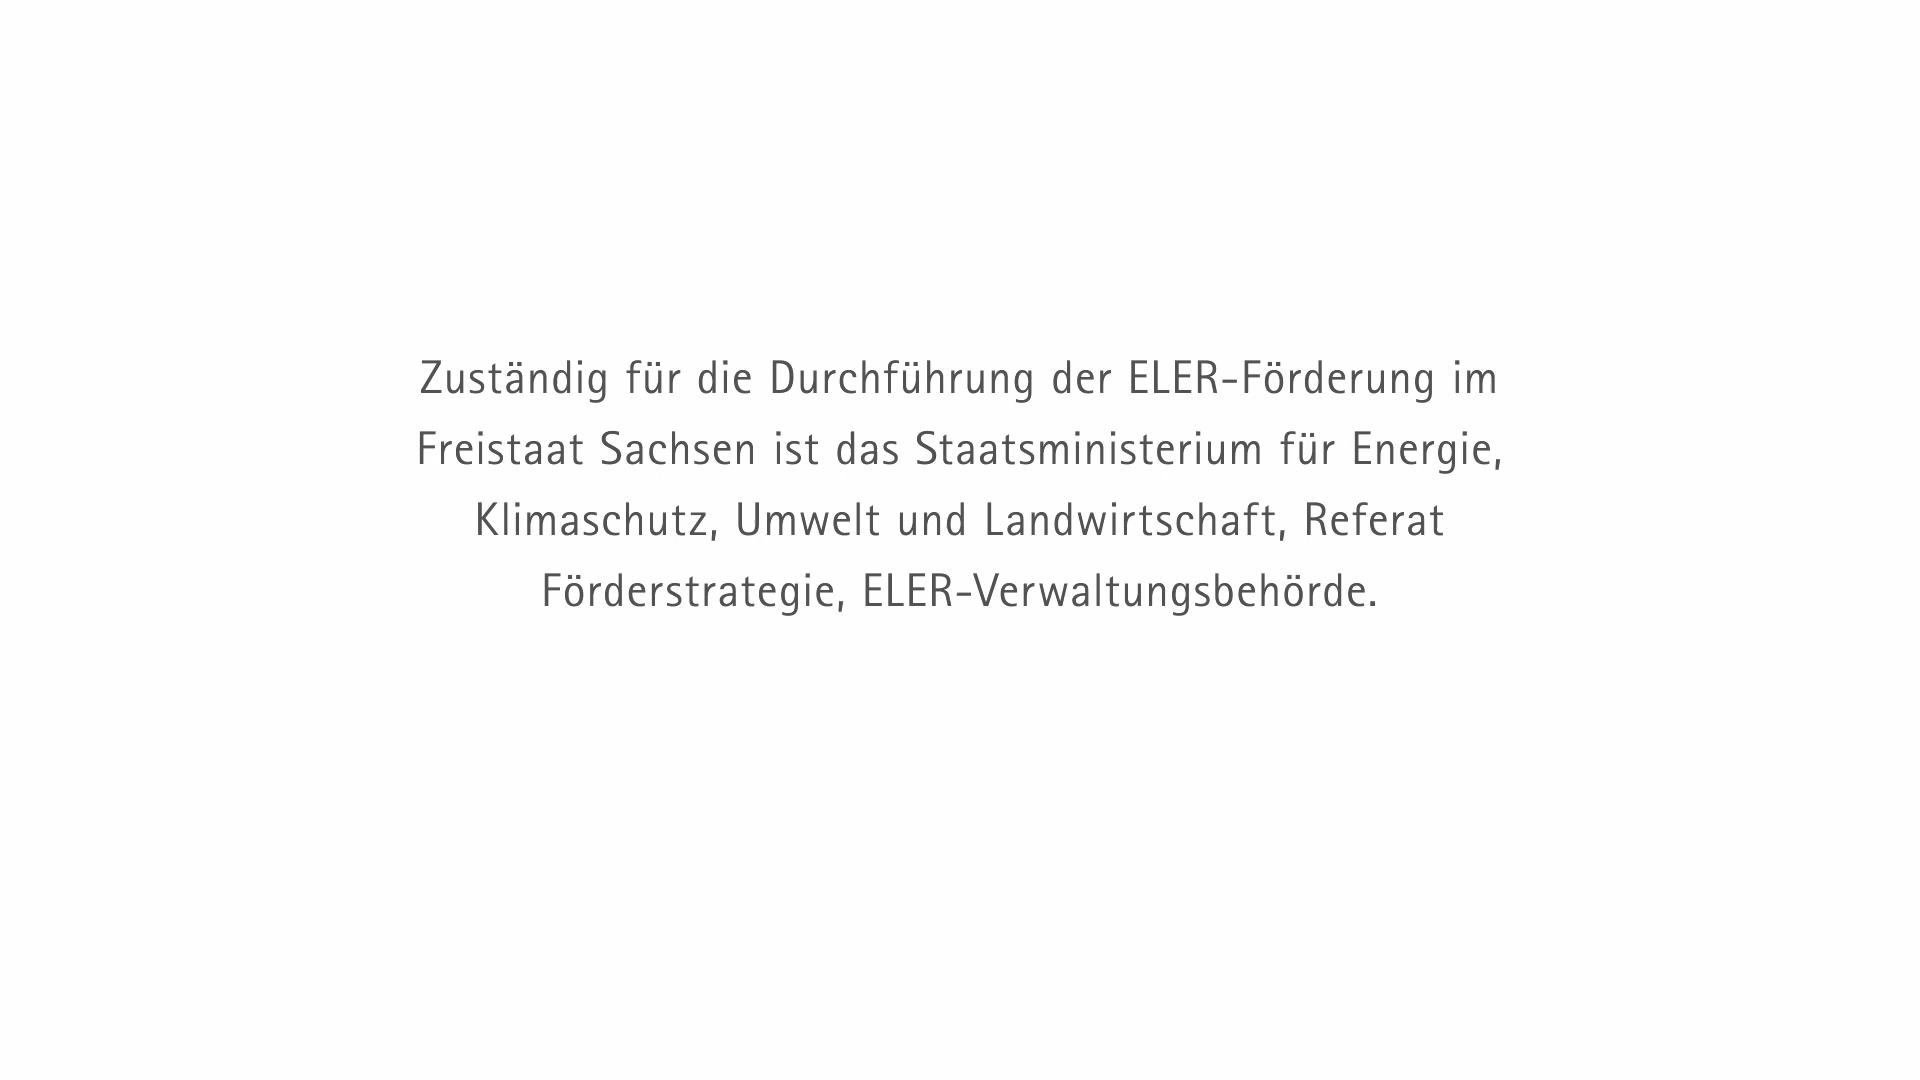 Zuständig für die Durchführung der ELER-Förderung im
Freistaat Sachsen ist das Staatsministerium für Energie,
Klimaschutz, Umwelt und Landwirtschaft, Referat
Förderstrategie, ELER-Verwaltungsbehörde.